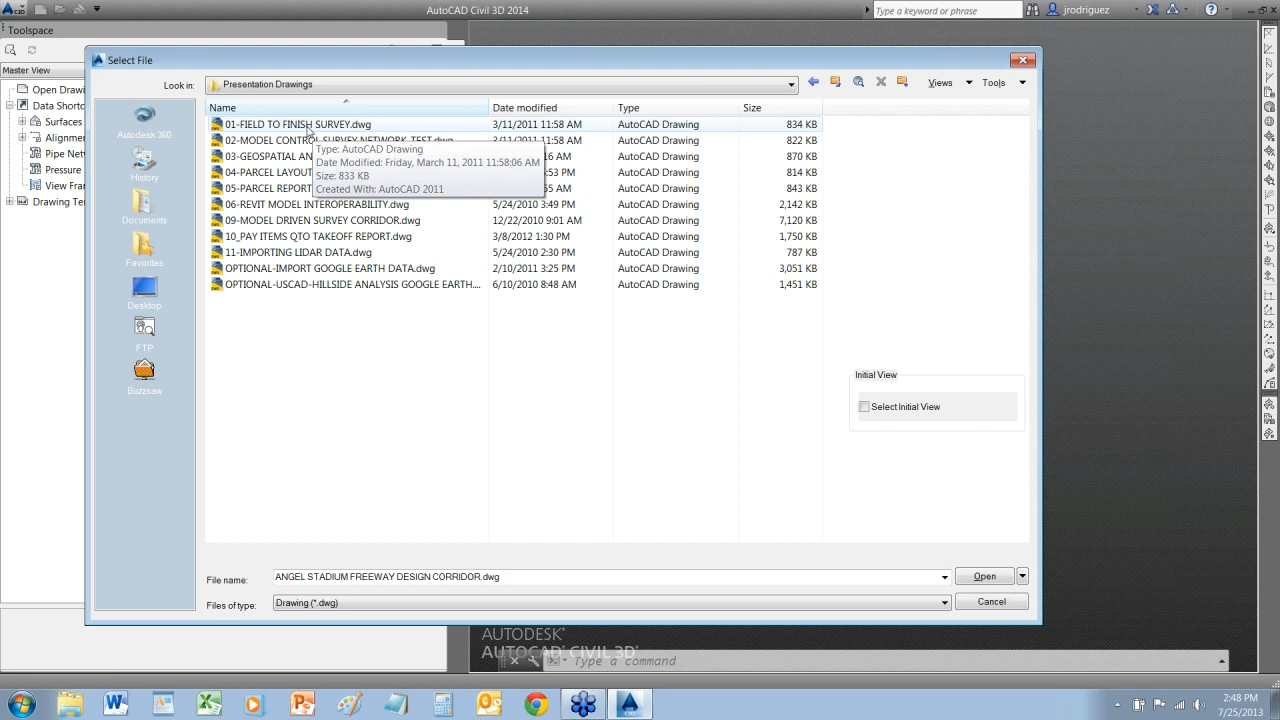 AutoCAD Civil 3D 2014
Type a keyword or phrase
jrodriguez
Toolspace
Select File
Master View
Look in:
Presentation Drawings
Views
Tools
Open Drawi
Data Shortc
Surfaces
Alignme
Pipe Net
Pressure
View Fra
Drawing Te
Autodesk 360
History
Documents
Favorites
Desktop
FTP
Buzzsaw
Name Date modified Type Size
01-FIELD TO FINISH SURVEY.dwg 3/11/2011 11:58 AM AutoCAD Drawing 834 KB
02-MODEL CONTROL SURVEY NETWORK TEST.dwg 3/11/2011 11:58 AM AutoCAD Drawing 822 KB
03-GEOSPATIAL AN 16 AM AutoCAD Drawing 870 KB
04-PARCEL LAYOUT :53 PM AutoCAD Drawing 814 KB
05-PARCEL REPORT 55 AM AutoCAD Drawing 843 KB
06-REVIT MODEL INTEROPERABILITY.dwg 5/24/2010 3:49 PM AutoCAD Drawing 2,142 KB
09-MODEL DRIVEN SURVEY CORRIDOR.dwg 12/22/2010 9:01 AM AutoCAD Drawing 7,120 KB
10_PAY ITEMS QTO TAKEOFF REPORT.dwg 3/8/2012 1:30 PM AutoCAD Drawing 1,750 KB
11-IMPORTING LIDAR DATA.dwg 5/24/2010 2:30 PM AutoCAD Drawing 787 KB
OPTIONAL-IMPORT GOOGLE EARTH DATA.dwg 2/10/2011 3:25 PM AutoCAD Drawing 3,051 KB
OPTIONAL-USCAD-HILLSIDE ANALYSIS GOOGLE EARTH.... 6/10/2010 8:48 AM AutoCAD Drawing 1,451 KB
Type: AutoCAD Drawing
Date Modified: Friday, March 11, 2011 11:58:06 AM
Size: 833 KB
Created With: AutoCAD 2011
Initial View
Select Initial View
File name: ANGEL STADIUM FREEWAY DESIGN CORRIDOR.dwg
Open
Files of type: Drawing (*.dwg)
Cancel
AUTODESK®
AUTOCAD® CIVIL 3D®
Type a command
2:48 PM
7/25/2013